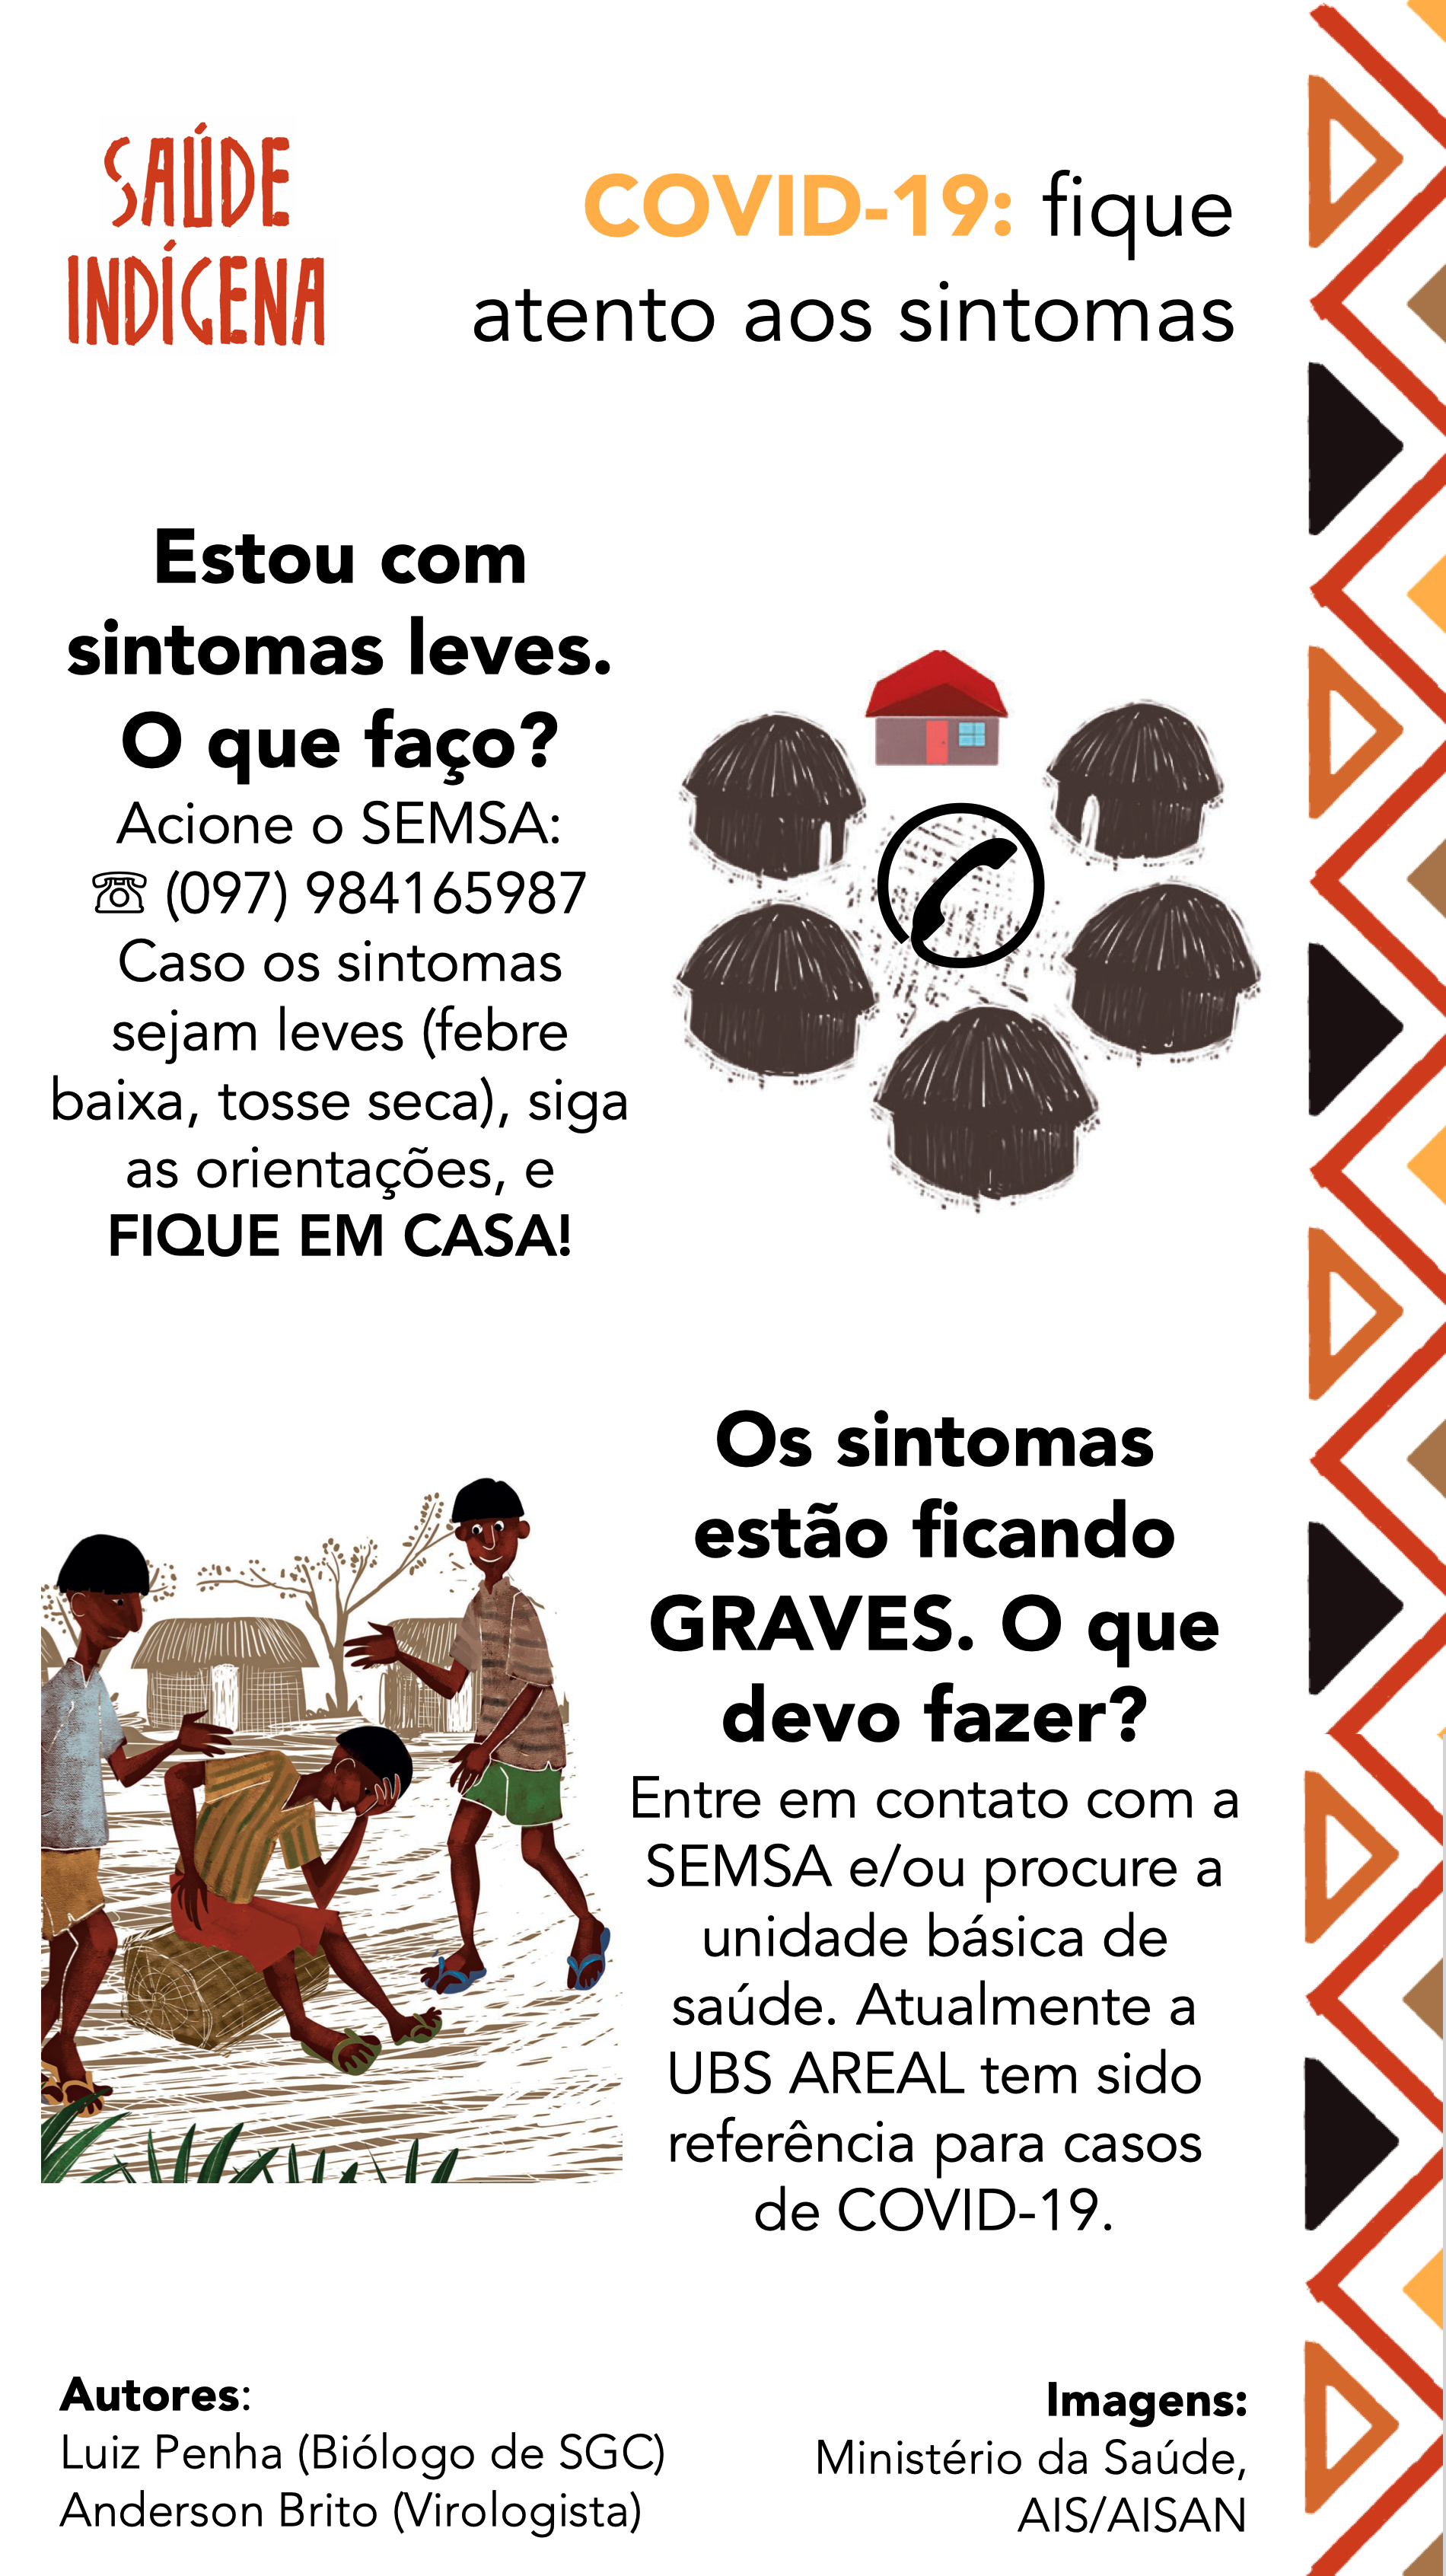 SAÚDE
INDÍGENA
COVID-19: fique
atento aos sintomas
Estou com
sintomas leves.
O que faço?
Acione o SEMSA:
☏ (097) 984165987
Caso os sintomas
sejam leves (febre
baixa, tosse seca), siga
as orientações, e
FIQUE EM CASA!
Os sintomas
estão ficando
GRAVES. O que
devo fazer?
Entre em contato com a
SEMSA e/ou procure a
unidade básica de
saúde. Atualmente a
UBS AREAL tem sido
referência para casos
de COVID-19.
Autores:
Luiz Penha (Biólogo de SGC)
Anderson Brito (Virologista)
Imagens:
Ministério da Saúde,
AIS/AISAN